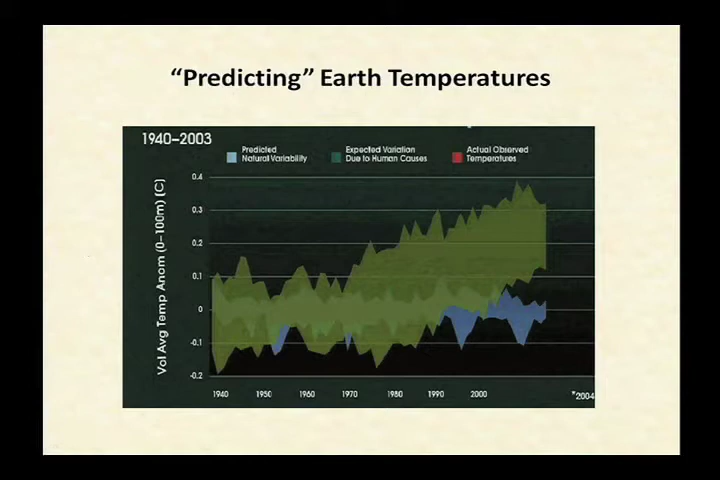 “Predicting” Earth Temperatures
1940–2003
Predicted
Natural Variability
Expected Variation
Due to Human Causes
Actual Observed
Temperatures
Vol Avg Temp Anom (0–100m) (C)
0.4
0.3
0.2
0.1
0
-0.1
-0.2
1940 1950 1960 1970 1980 1990 2000 *2004